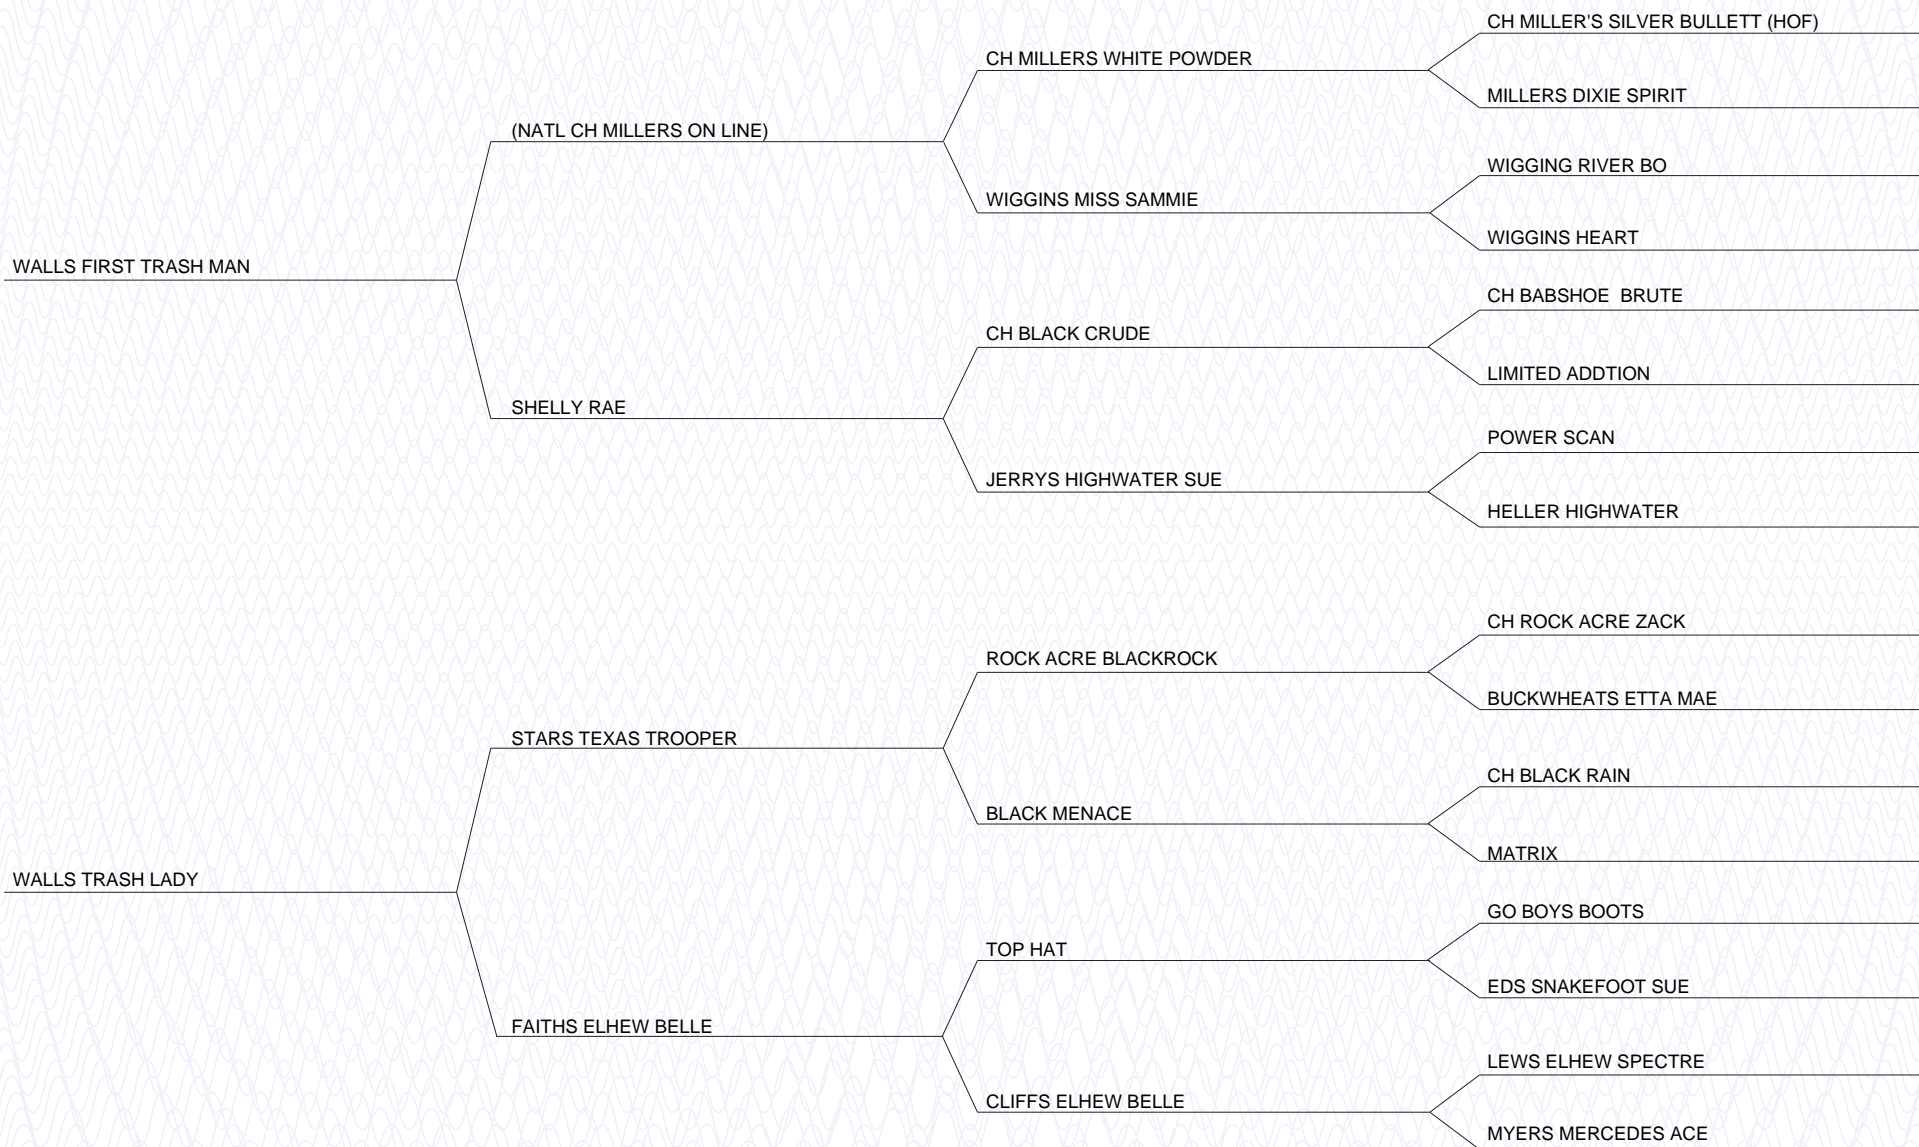 CH MILLER'S SILVER BULLETT (HOF)
CH MILLERS WHITE POWDER
MILLERS DIXIE SPIRIT
(NATL CH MILLERS ON LINE)
WIGGING RIVER BO
WIGGINS MISS SAMMIE
WIGGINS HEART
WALLS FIRST TRASH MAN
CH BABSHOE  BRUTE
CH BLACK CRUDE
LIMITED ADDTION
SHELLY RAE
POWER SCAN
JERRYS HIGHWATER SUE
HELLER HIGHWATER
CH ROCK ACRE ZACK
ROCK ACRE BLACKROCK
BUCKWHEATS ETTA MAE
STARS TEXAS TROOPER
CH BLACK RAIN
BLACK MENACE
MATRIX
WALLS TRASH LADY
GO BOYS BOOTS
TOP HAT
EDS SNAKEFOOT SUE
FAITHS ELHEW BELLE
LEWS ELHEW SPECTRE
CLIFFS ELHEW BELLE
MYERS MERCEDES ACE